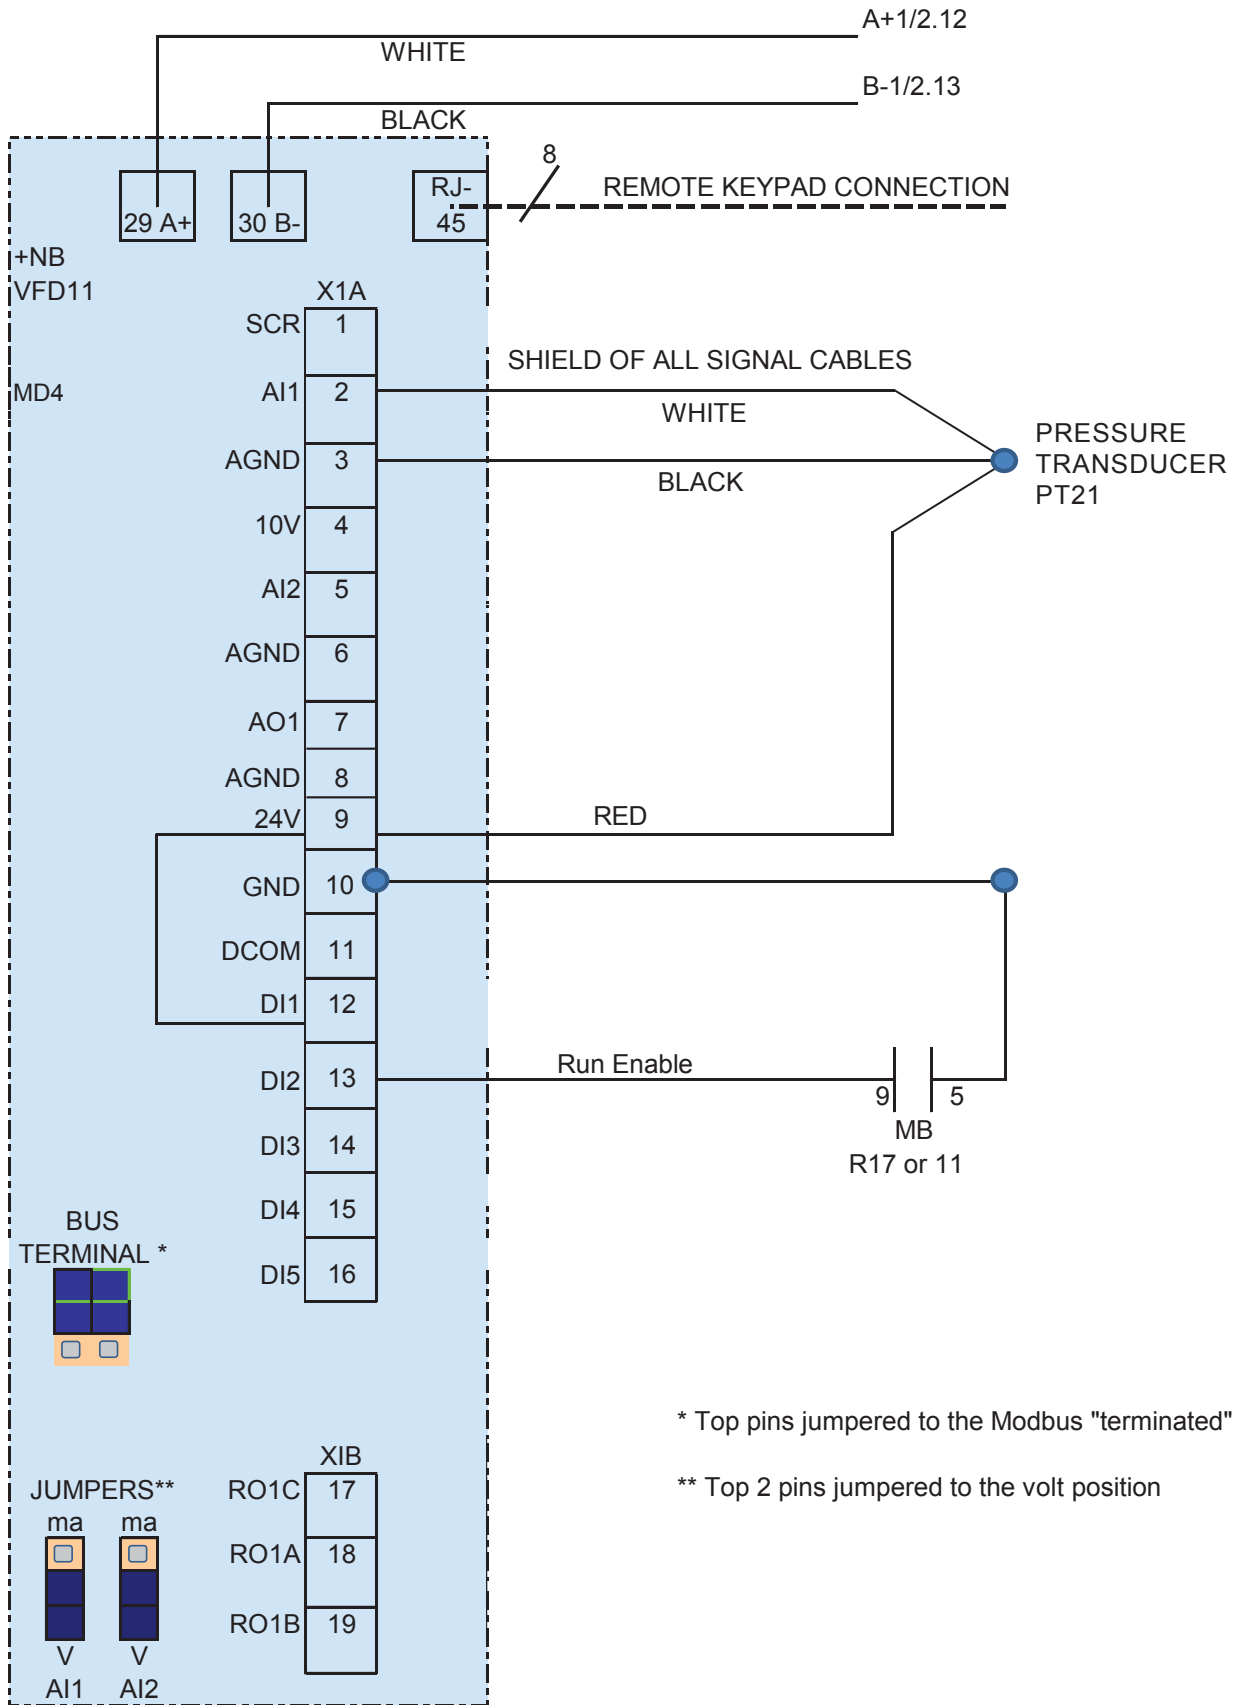 A+1/2.12
WHITE
B-1/2.13
BLACK
8
RJ-
45
REMOTE KEYPAD CONNECTION
29 A+
30 B-
+NB
VFD11
X1A
SCR 1
SHIELD OF ALL SIGNAL CABLES
MD4
AI1 2
WHITE
PRESSURE
TRANSDUCER
PT21
AGND 3
BLACK
10V 4
AI2 5
AGND 6
AO1 7
AGND 8
24V 9
RED
GND 10
DCOM 11
DI1 12
Run Enable
DI2 13
9 5
MB
R17 or 11
DI3 14
DI4 15
BUS
TERMINAL *
DI5 16
* Top pins jumpered to the Modbus "terminated"
** Top 2 pins jumpered to the volt position
XIB
JUMPERS**
ma ma
RO1C 17
RO1A 18
RO1B 19
V V
AI1 AI2